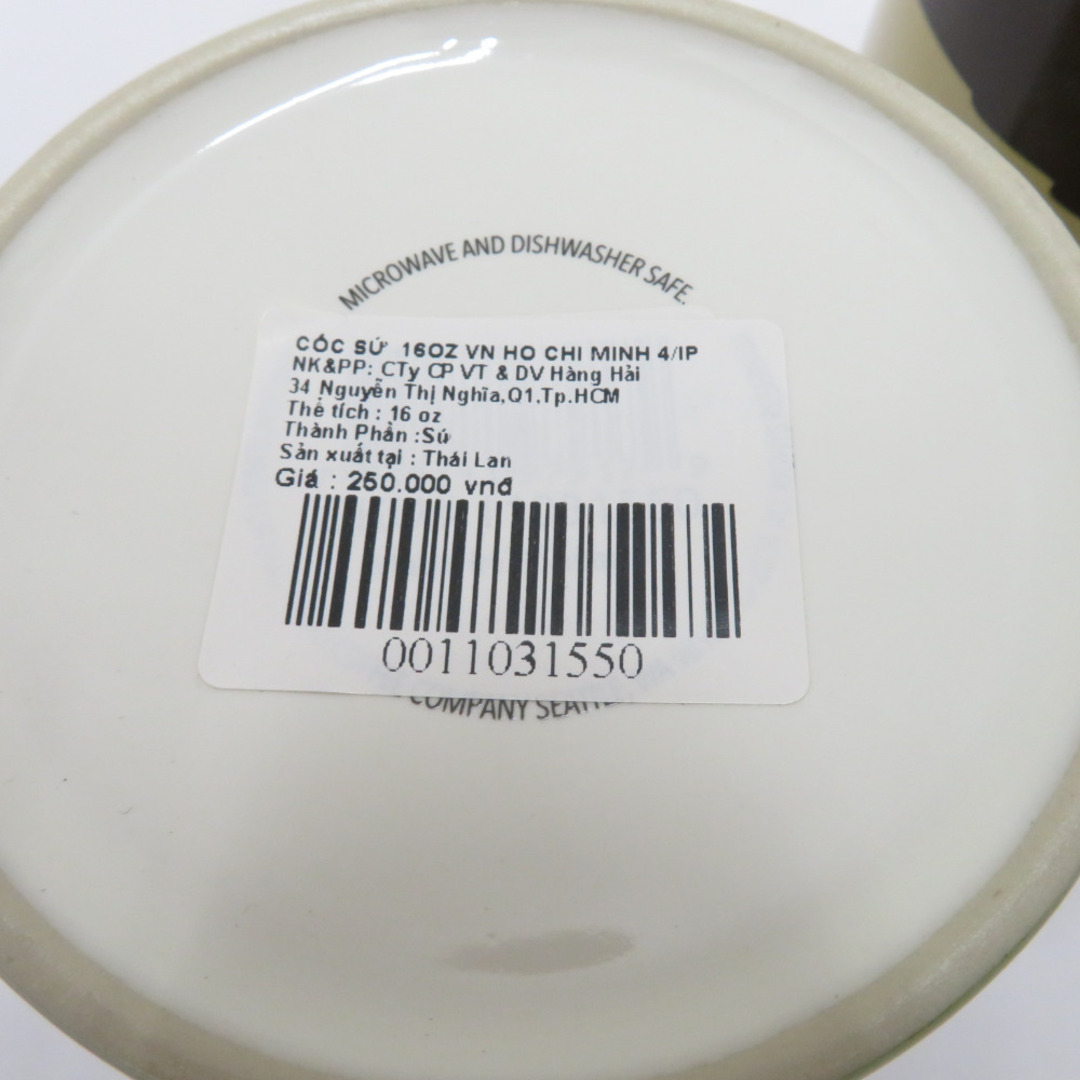 MICROWAVE AND DISHWASHER SAFE.
CỐC SỨ 16OZ VN HO CHI MINH 4/IP
NK&PP: CTy CP VT & DV Hàng Hải
34 Nguyễn Thị Nghĩa,Q1,Tp.HCM
Thể tích : 16 oz
Thành Phần :Sứ
Sản xuất tại : Thái Lan
Giá : 250.000 vnđ
0011031550
COMPANY